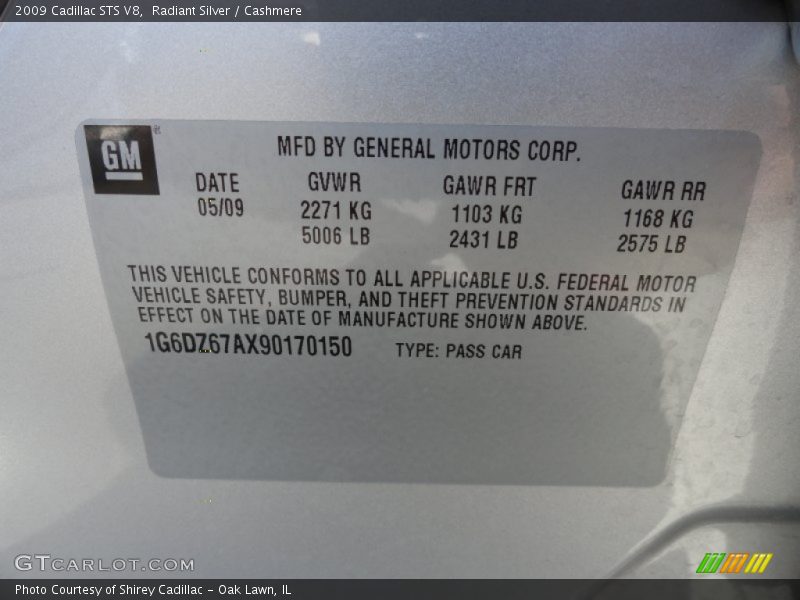 2009 Cadillac STS V8, Radiant Silver / Cashmere
GM
MFD BY GENERAL MOTORS CORP.
DATE GVWR GAWR FRT GAWR RR
05/09 2271 KG 1103 KG 1168 KG
5006 LB 2431 LB 2575 LB
THIS VEHICLE CONFORMS TO ALL APPLICABLE U.S. FEDERAL MOTOR
VEHICLE SAFETY, BUMPER, AND THEFT PREVENTION STANDARDS IN
EFFECT ON THE DATE OF MANUFACTURE SHOWN ABOVE.
1G6DZ67AX90170150 TYPE: PASS CAR
GTCARLOT.COM
Photo Courtesy of Shirey Cadillac - Oak Lawn, IL